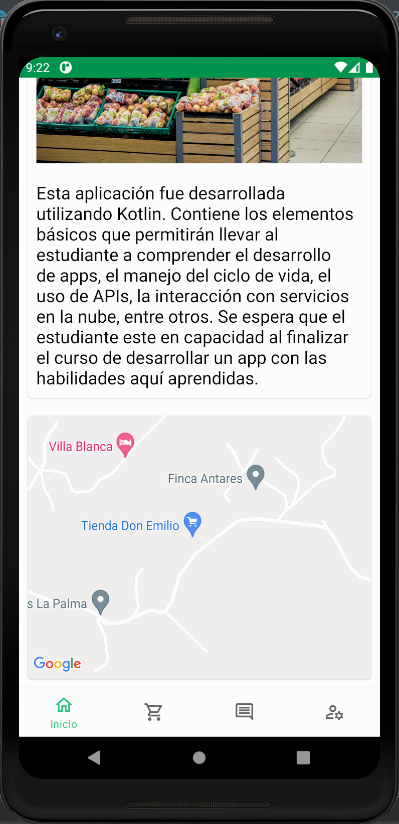 9:22
Esta aplicación fue desarrollada
utilizando Kotlin. Contiene los elementos
básicos que permitirán llevar al
estudiante a comprender el desarrollo
de apps, el manejo del ciclo de vida, el
uso de APIs, la interacción con servicios
en la nube, entre otros. Se espera que el
estudiante este en capacidad al finalizar
el curso de desarrollar un app con las
habilidades aquí aprendidas.
Villa Blanca
Finca Antares
Tienda Don Emilio
s La Palma
Google
Inicio